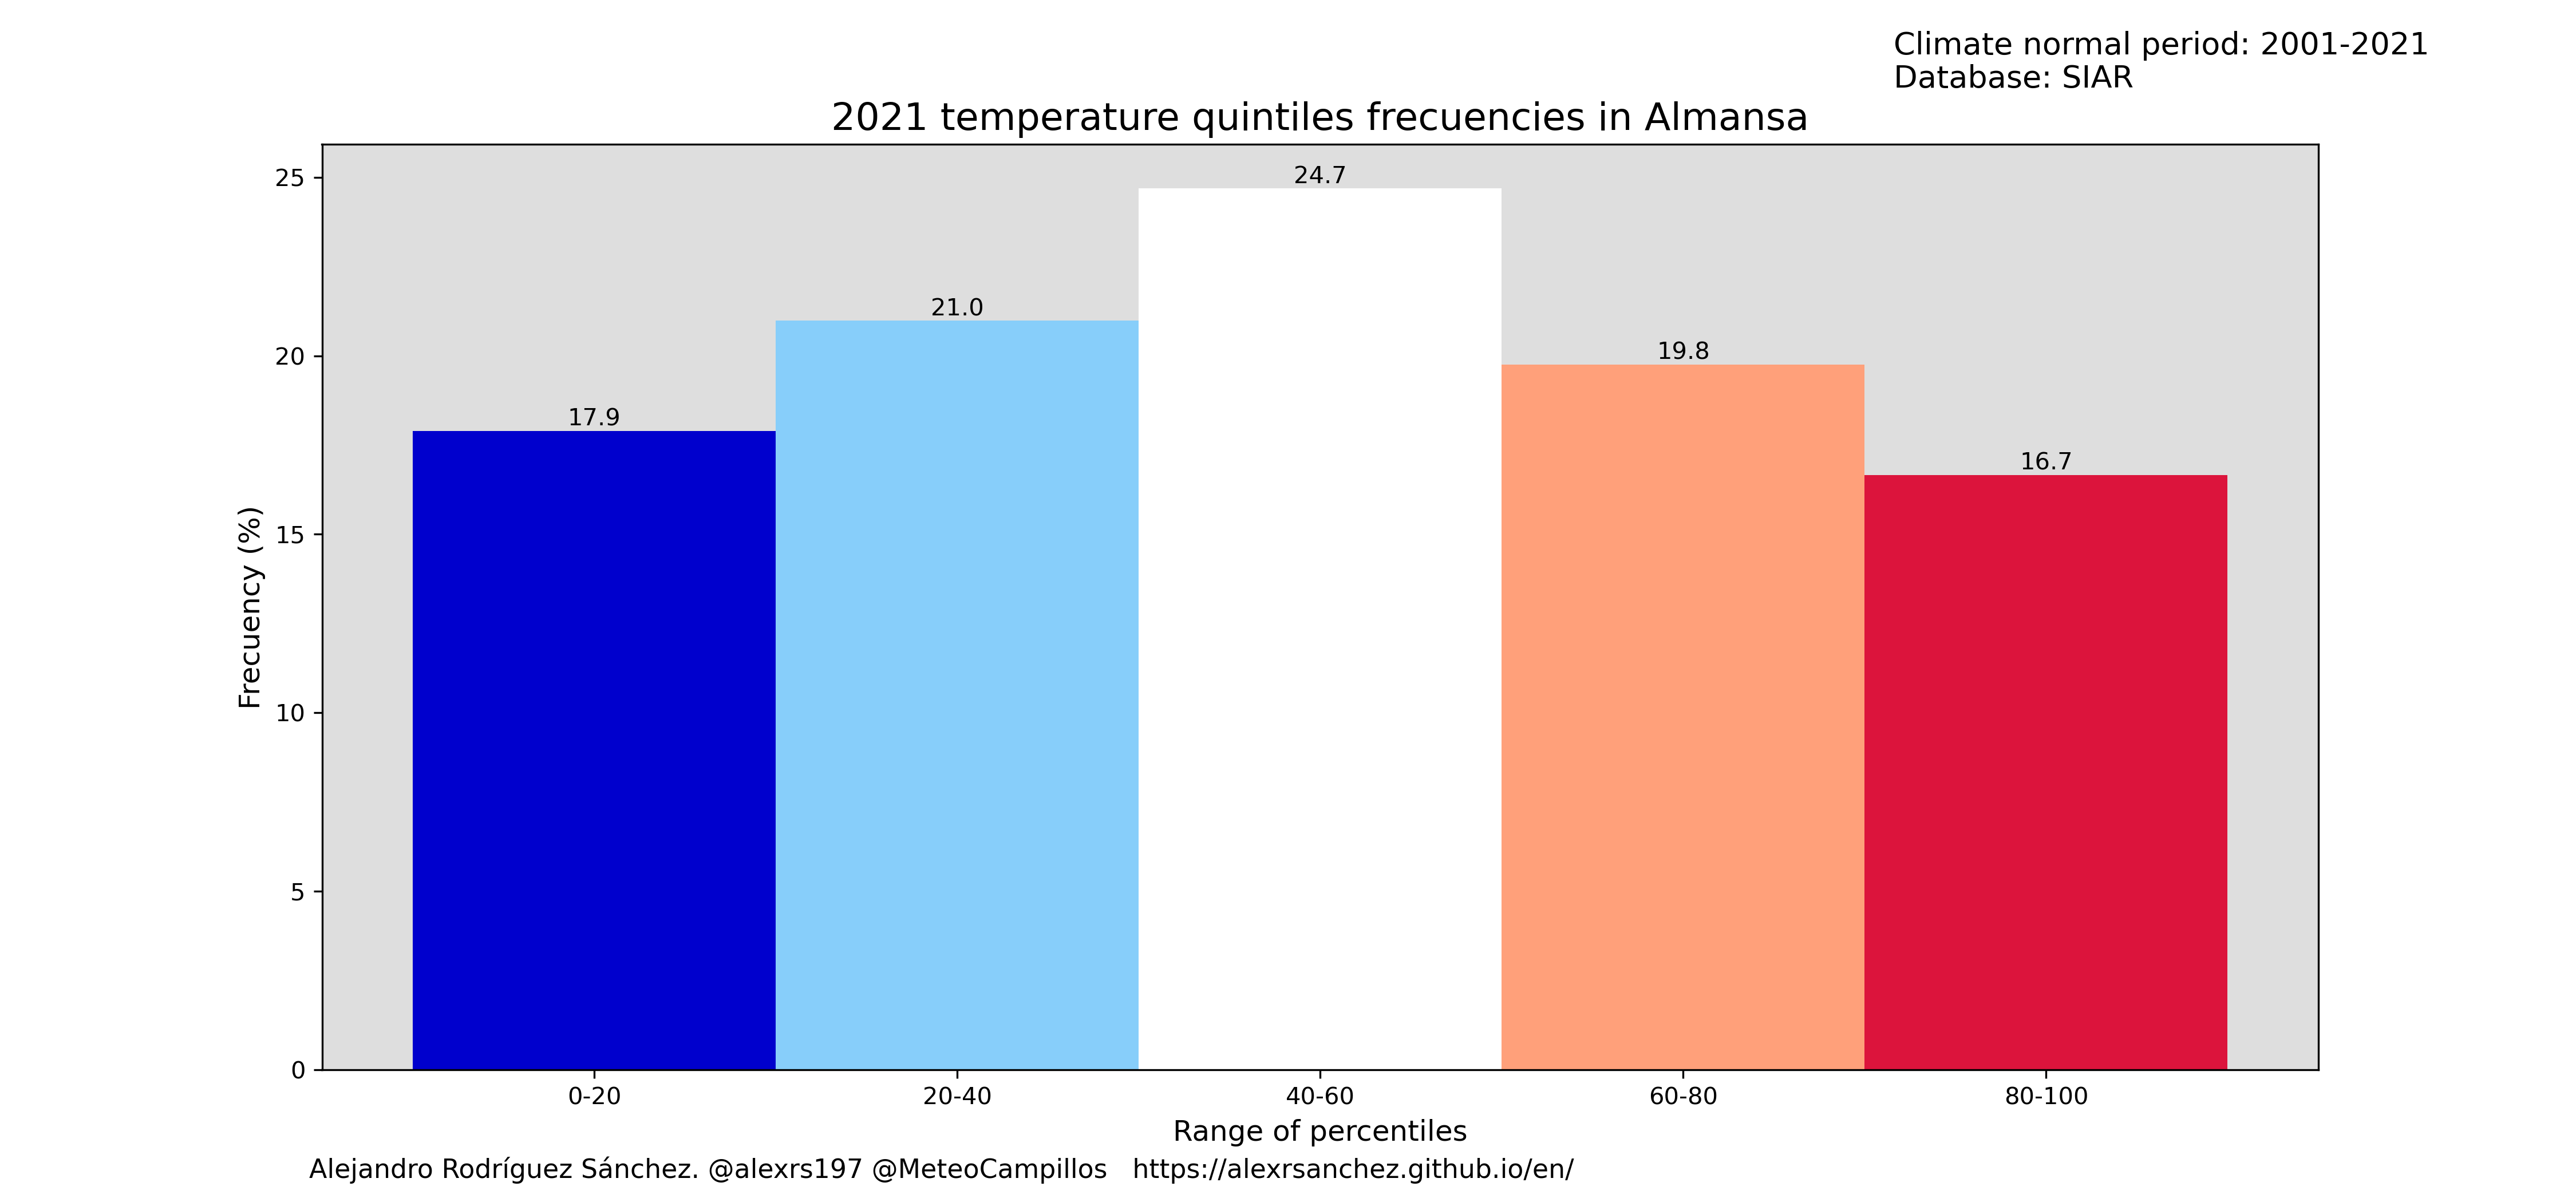 Climate normal period: 2001-2021
Database: SIAR
2021 temperature quintiles frecuencies in Almansa
Frecuency (%)
25
20
15
10
5
0
17.9
21.0
24.7
19.8
16.7
0-20
20-40
40-60
60-80
80-100
Range of percentiles
Alejandro Rodríguez Sánchez. @alexrs197 @MeteoCampillos https://alexrsanchez.github.io/en/